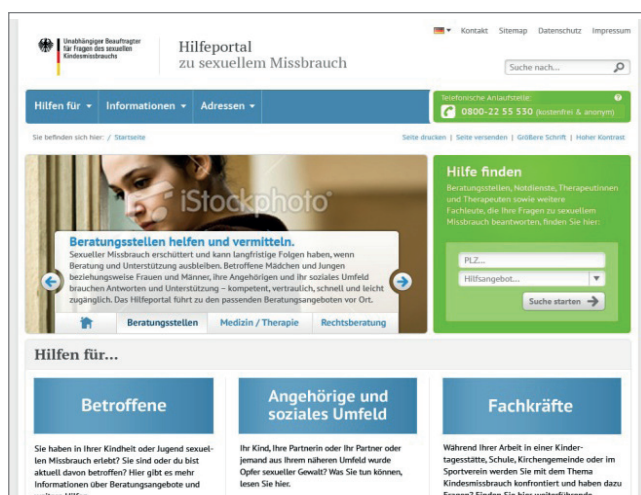 Kontakt Sitemap Datenschutz Impressum
Unabhängiger Beauftragter
für Fragen des sexuellen
Kindesmissbrauchs
Hilfeportal
zu sexuellem Missbrauch
Suche nach...
Hilfen für Informationen Adressen
Telefonische Anlaufstelle:
0800-22 55 530 (kostenfrei & anonym)
Sie befinden sich hier: / Startseite
Seite drucken | Seite versenden | Größere Schrift | Hoher Kontrast
iStockphoto
Beratungsstellen helfen und vermitteln.
Sexueller Missbrauch erschüttert und kann langfristige Folgen haben, wenn
Beratung und Unterstützung ausbleiben. Betroffene Mädchen und Jungen
beziehungsweise Frauen und Männer, ihre Angehörigen und ihr soziales Umfeld
brauchen Antworten und Unterstützung – kompetent, vertraulich, schnell und leicht
zugänglich. Das Hilfeportal führt zu den passenden Beratungsangeboten vor Ort.
Beratungsstellen Medizin / Therapie Rechtsberatung
Hilfe finden
Beratungsstellen, Notdienste, Therapeutinnen
und Therapeuten sowie weitere
Fachleute, die Ihre Fragen zu sexuellem
Missbrauch beantworten, finden Sie hier:
PLZ...
Hilfsangebot...
Suche starten
Hilfen für...
Betroffene
Sie haben in Ihrer Kindheit oder Jugend sexuel-
len Missbrauch erlebt? Sie sind oder du bist
aktuell davon betroffen? Hier gibt es mehr
Informationen über Beratungsangebote und
Angehörige und
soziales Umfeld
Ihr Kind, Ihre Partnerin oder Ihr Partner oder
jemand aus Ihrem näheren Umfeld wurde
Opfer sexueller Gewalt? Was Sie tun können,
lesen Sie hier.
Fachkräfte
Während Ihrer Arbeit in einer Kinder-
tagesstätte, Schule, Kirchengemeinde oder im
Sportverein werden Sie mit dem Thema
Kindesmissbrauch konfrontiert und haben dazu
Fragen? Finden Sie hier weiterführende